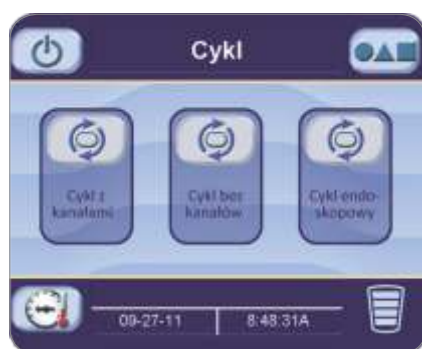 Cykl
Cykl z
kanałami
Cykl bez
kanałów
Cykl endo-
skopowy
09-27-11
8:48:31A